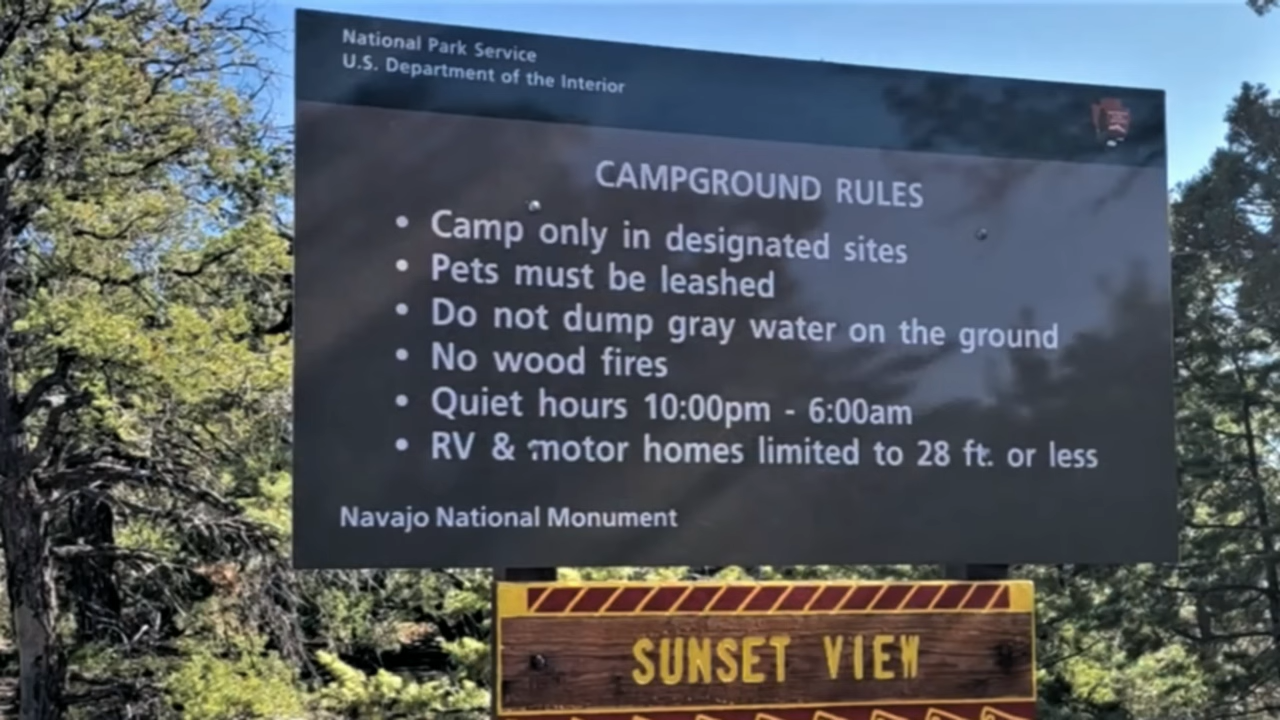 National Park Service
U.S. Department of the Interior
CAMPGROUND RULES
• Camp only in designated sites
• Pets must be leashed
• Do not dump gray water on the ground
• No wood fires
• Quiet hours 10:00pm - 6:00am
• RV & motor homes limited to 28 ft. or less
Navajo National Monument
SUNSET VIEW